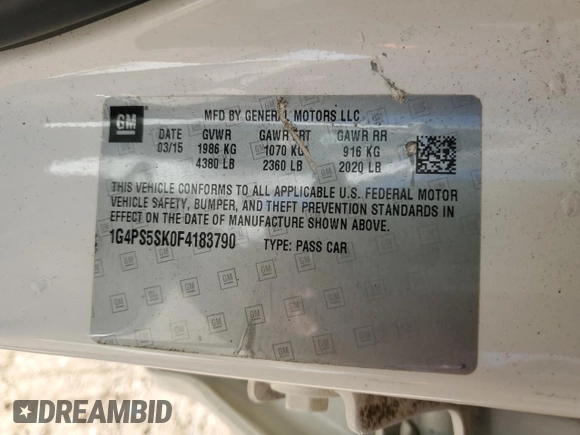 GM
MFD BY GENERAL MOTORS LLC
DATE GVWR GAWR FRT GAWR RR
03/15 1986 KG 1070 KG 916 KG
4380 LB 2360 LB 2020 LB
THIS VEHICLE CONFORMS TO ALL APPLICABLE U.S. FEDERAL MOTOR
VEHICLE SAFETY, BUMPER, AND THEFT PREVENTION STANDARDS IN
EFFECT ON THE DATE OF MANUFACTURE SHOWN ABOVE.
1G4PS5SK0F4183790 TYPE: PASS CAR
DREAMBID